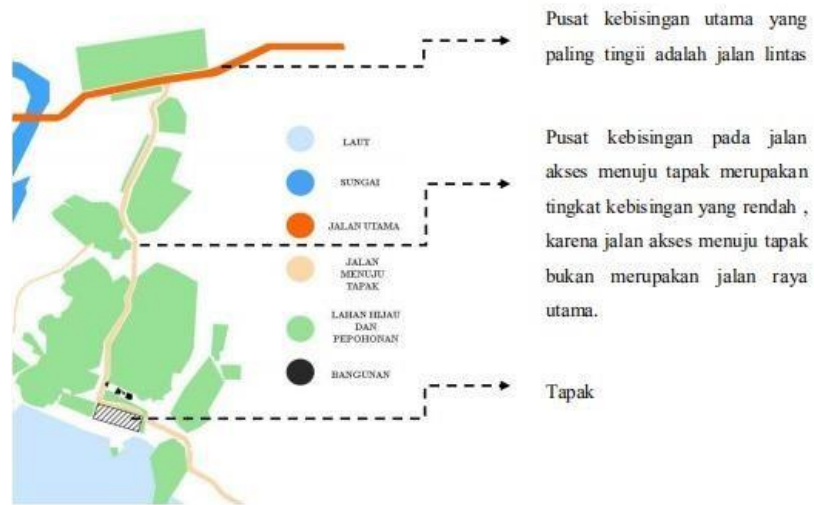 Pusat kebisingan utama yang
paling tingii adalah jalan lintas
Pusat kebisingan pada jalan
akses menuju tapak merupakan
tingkat kebisingan yang rendah ,
karena jalan akses menuju tapak
bukan merupakan jalan raya
utama.
Tapak
LAUT
SUNGAI
JALAN UTAMA
JALAN
MENUJU
TAPAK
LAHAN HIJAU
DAN
PEPOHONAN
BANGUNAN